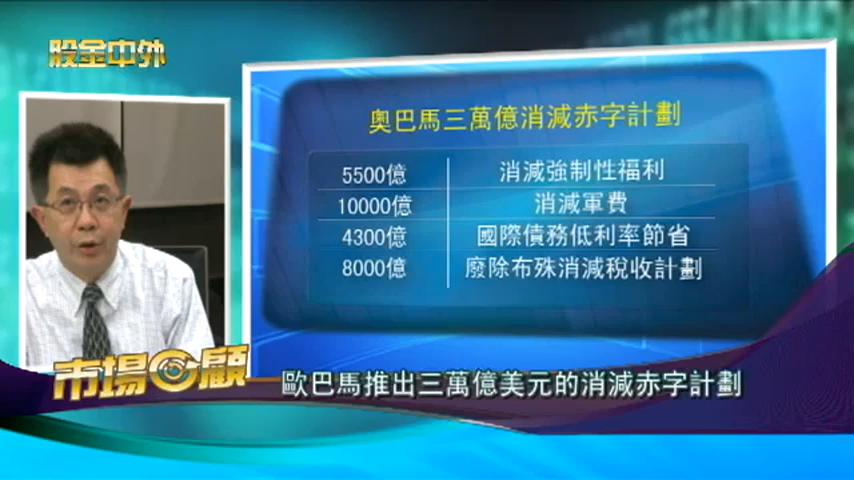 股金中外
奧巴馬三萬億消減赤字計劃
5500億 消減強制性福利
10000億 消減軍費
4300億 國際債務低利率節省
8000億 廢除布殊消減稅收計劃
市場回顧
歐巴馬推出三萬億美元的消減赤字計劃